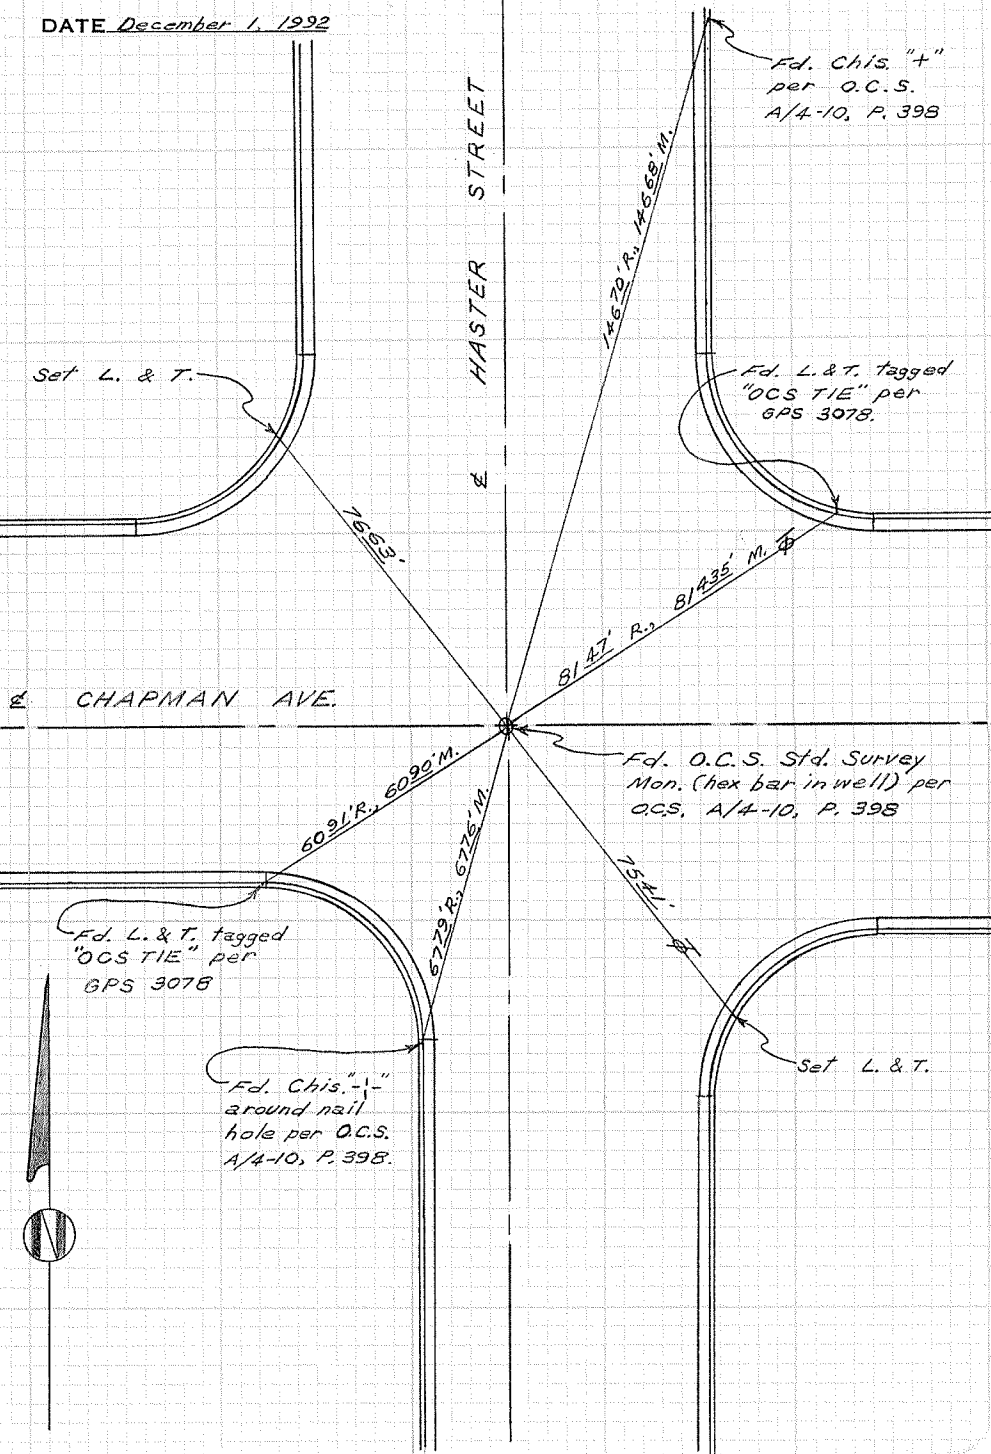 DATE December 1, 1992
HASTER STREET
℄
Fd. Chis. "+"
per O.C.S.
A/4-10, P. 398
146.70' R., 146.68' M.
Set L. & T.
Fd. L. & T. tagged
"OCS TIE" per
GPS 3078.
76.63'
81.47' R., 81.435' M.
℄ CHAPMAN AVE.
Fd. O.C.S. Std. Survey
Mon. (hex bar in well) per
O.C.S. A/4-10, P. 398
60.91' R., 60.90' M.
67.79' R., 67.76' M.
75.41'
Fd. L. & T. tagged
"OCS TIE" per
GPS 3078
Set L. & T.
Fd. Chis. "-¦-"
around nail
hole per O.C.S.
A/4-10, P. 398.
N